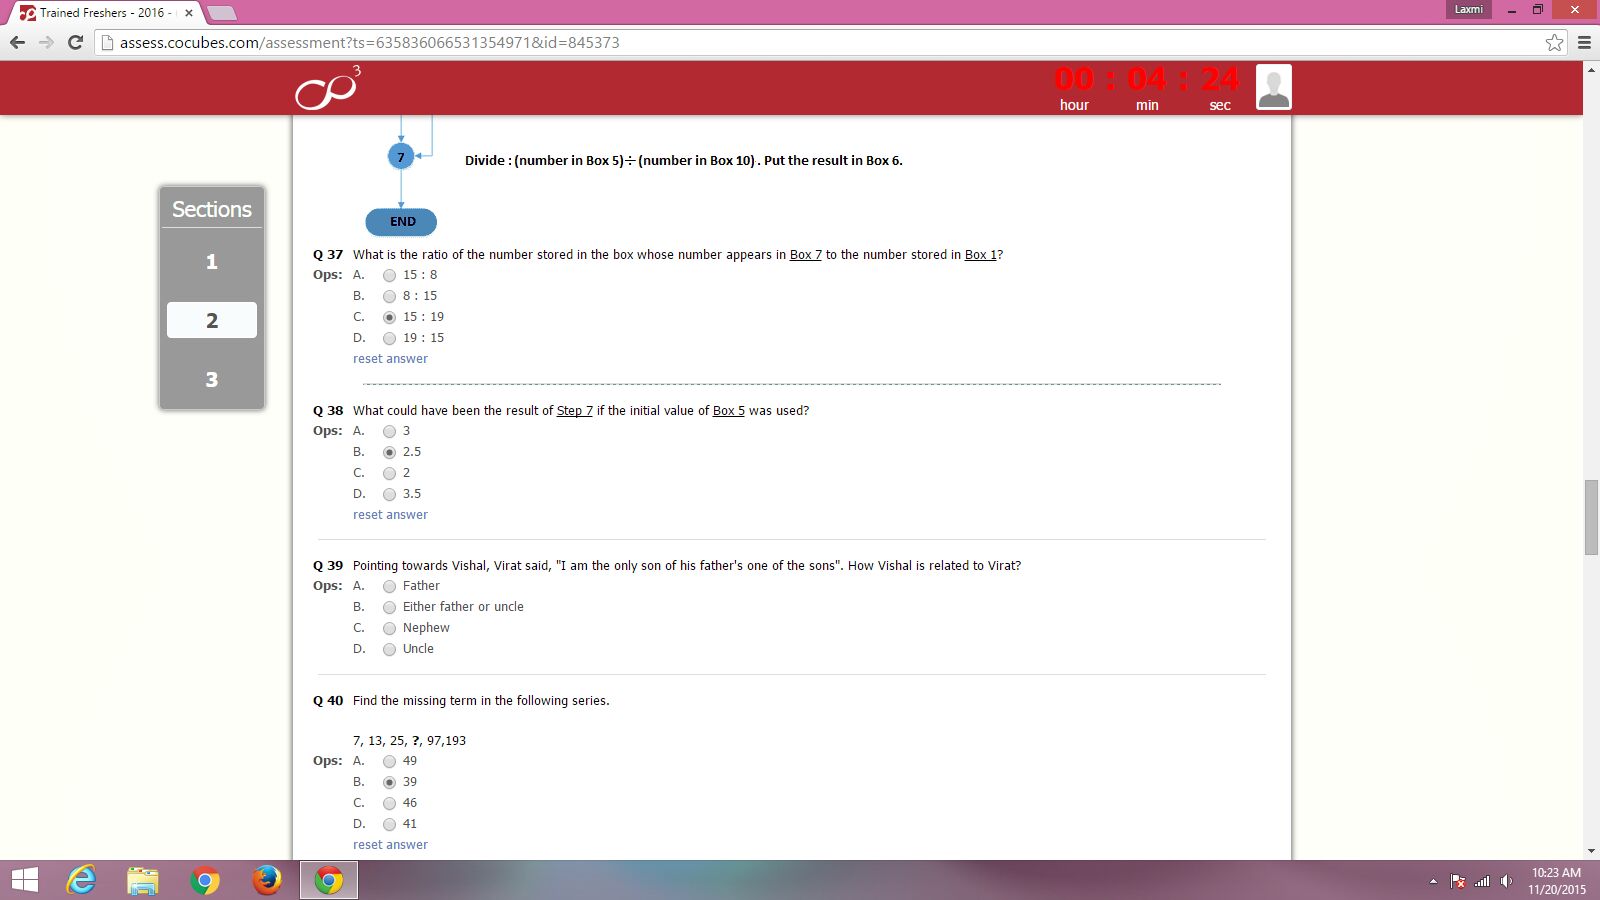 Trained Freshers - 2016 -
Laxmi
assess.cocubes.com/assessment?ts=635836066531354971&id=845373
3
00 : 04 : 24
hour min sec
7
Divide : (number in Box 5)÷(number in Box 10). Put the result in Box 6.
END
Sections
1
2
3
Q 37 What is the ratio of the number stored in the box whose number appears in Box 7 to the number stored in Box 1?
Ops: A. 15 : 8
B. 8 : 15
C. 15 : 19
D. 19 : 15
reset answer
Q 38 What could have been the result of Step 7 if the initial value of Box 5 was used?
Ops: A. 3
B. 2.5
C. 2
D. 3.5
reset answer
Q 39 Pointing towards Vishal, Virat said, "I am the only son of his father's one of the sons". How Vishal is related to Virat?
Ops: A. Father
B. Either father or uncle
C. Nephew
D. Uncle
Q 40 Find the missing term in the following series.
7, 13, 25, ?, 97,193
Ops: A. 49
B. 39
C. 46
D. 41
reset answer
10:23 AM
11/20/2015